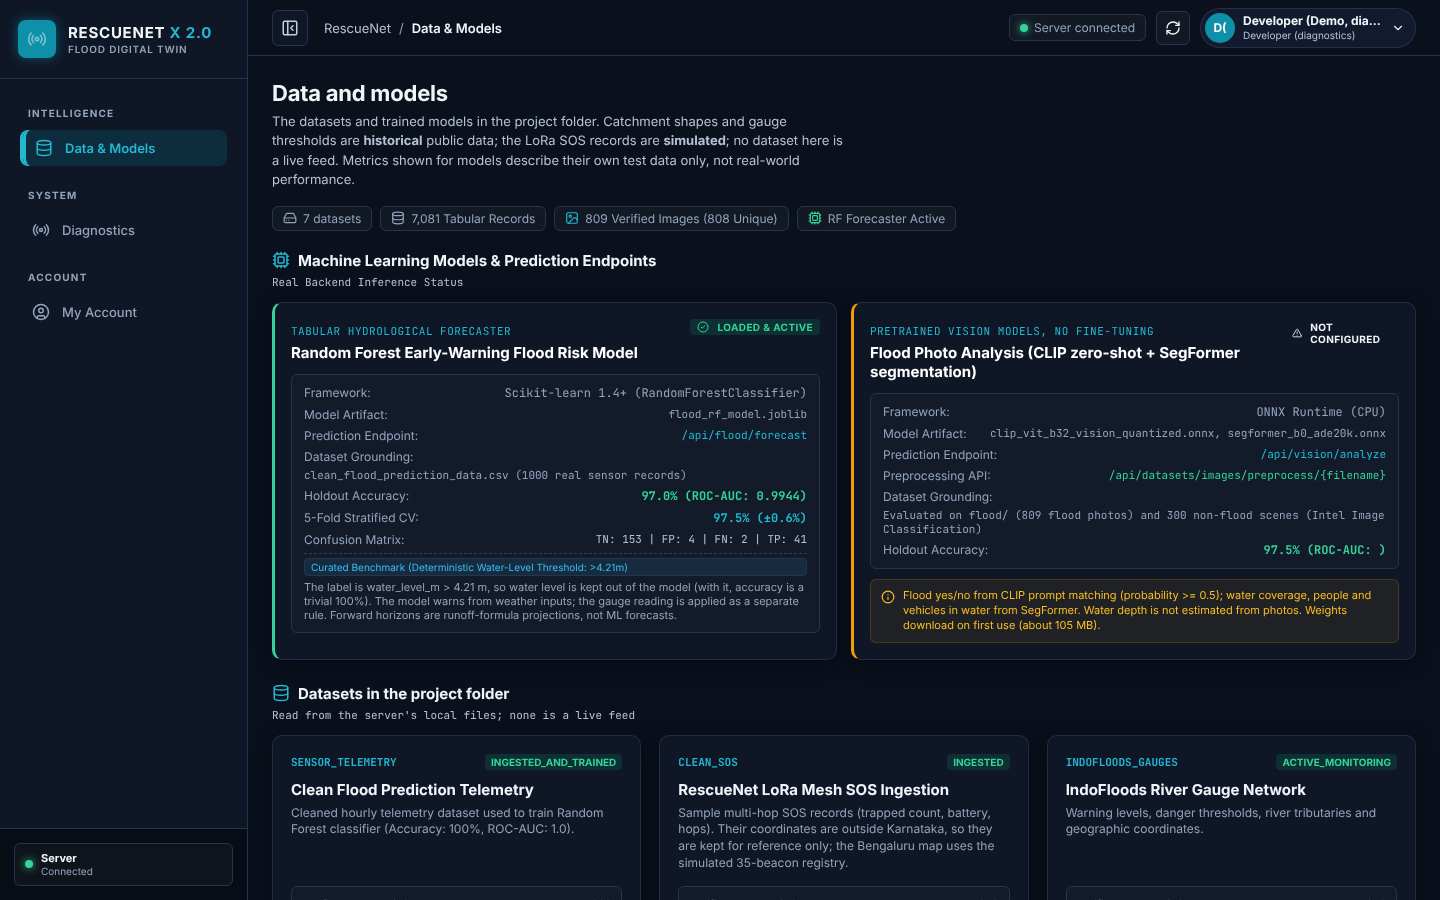 RESCUENET X 2.0
FLOOD DIGITAL TWIN
INTELLIGENCE
Data & Models
SYSTEM
Diagnostics
ACCOUNT
My Account
Server
Connected
RescueNet / Data & Models
Server connected
D(
Developer (Demo, dia...
Developer (diagnostics)
Data and models
The datasets and trained models in the project folder. Catchment shapes and gauge
thresholds are historical public data; the LoRa SOS records are simulated; no dataset here is
a live feed. Metrics shown for models describe their own test data only, not real-world
performance.
7 datasets
7,081 Tabular Records
809 Verified Images (808 Unique)
RF Forecaster Active
Machine Learning Models & Prediction Endpoints
Real Backend Inference Status
TABULAR HYDROLOGICAL FORECASTER
LOADED & ACTIVE
Random Forest Early-Warning Flood Risk Model
Framework: Scikit-learn 1.4+ (RandomForestClassifier)
Model Artifact: flood_rf_model.joblib
Prediction Endpoint: /api/flood/forecast
Dataset Grounding:
clean_flood_prediction_data.csv (1000 real sensor records)
Holdout Accuracy: 97.0% (ROC-AUC: 0.9944)
5-Fold Stratified CV: 97.5% (±0.6%)
Confusion Matrix: TN: 153 | FP: 4 | FN: 2 | TP: 41
Curated Benchmark (Deterministic Water-Level Threshold: >4.21m)
The label is water_level_m > 4.21 m, so water level is kept out of the model (with it, accuracy is a
trivial 100%). The model warns from weather inputs; the gauge reading is applied as a separate
rule. Forward horizons are runoff-formula projections, not ML forecasts.
PRETRAINED VISION MODELS, NO FINE-TUNING
NOT
CONFIGURED
Flood Photo Analysis (CLIP zero-shot + SegFormer
segmentation)
Framework: ONNX Runtime (CPU)
Model Artifact: clip_vit_b32_vision_quantized.onnx, segformer_b0_ade20k.onnx
Prediction Endpoint: /api/vision/analyze
Preprocessing API: /api/datasets/images/preprocess/{filename}
Dataset Grounding:
Evaluated on flood/ (809 flood photos) and 300 non-flood scenes (Intel Image
Classification)
Holdout Accuracy: 97.5% (ROC-AUC: )
Flood yes/no from CLIP prompt matching (probability >= 0.5); water coverage, people and
vehicles in water from SegFormer. Water depth is not estimated from photos. Weights
download on first use (about 105 MB).
Datasets in the project folder
Read from the server's local files; none is a live feed
SENSOR_TELEMETRY
INGESTED_AND_TRAINED
Clean Flood Prediction Telemetry
Cleaned hourly telemetry dataset used to train Random
Forest classifier (Accuracy: 100%, ROC-AUC: 1.0).
CLEAN_SOS
INGESTED
RescueNet LoRa Mesh SOS Ingestion
Sample multi-hop SOS records (trapped count, battery,
hops). Their coordinates are outside Karnataka, so they
are kept for reference only; the Bengaluru map uses the
simulated 35-beacon registry.
INDOFLOODS_GAUGES
ACTIVE_MONITORING
IndoFloods River Gauge Network
Warning levels, danger thresholds, river tributaries and
geographic coordinates.